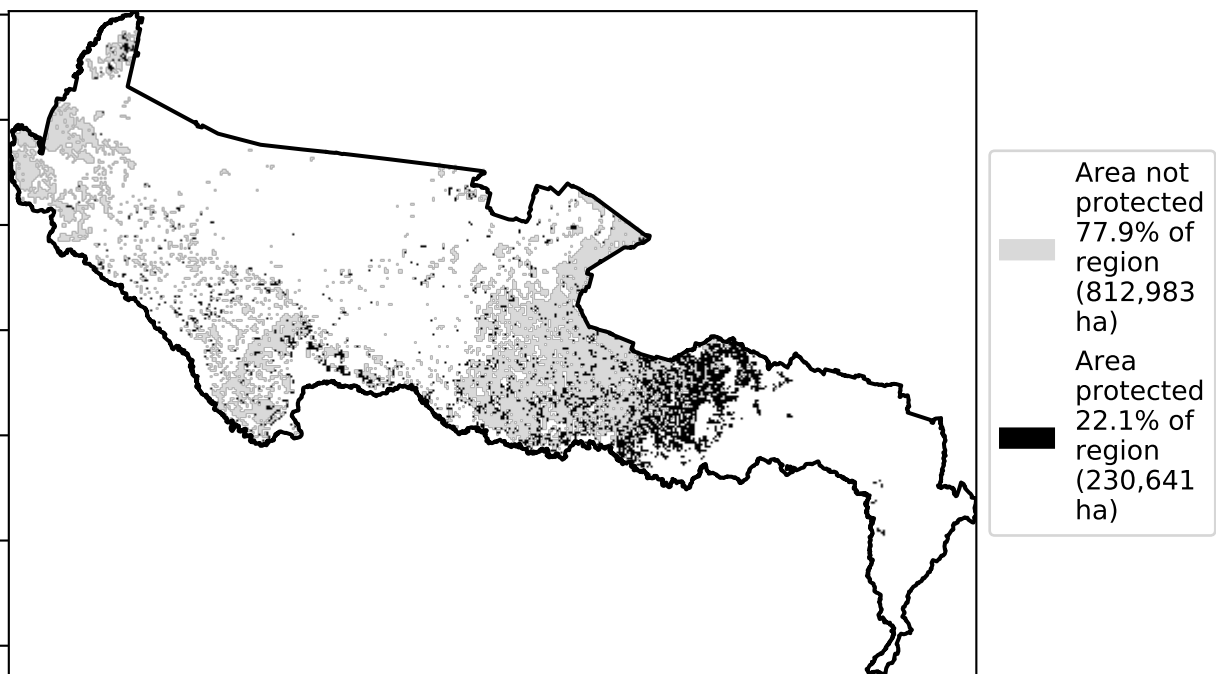 Area not
protected
77.9% of
region
(812,983
ha)
Area
protected
22.1% of
region
(230,641
ha)